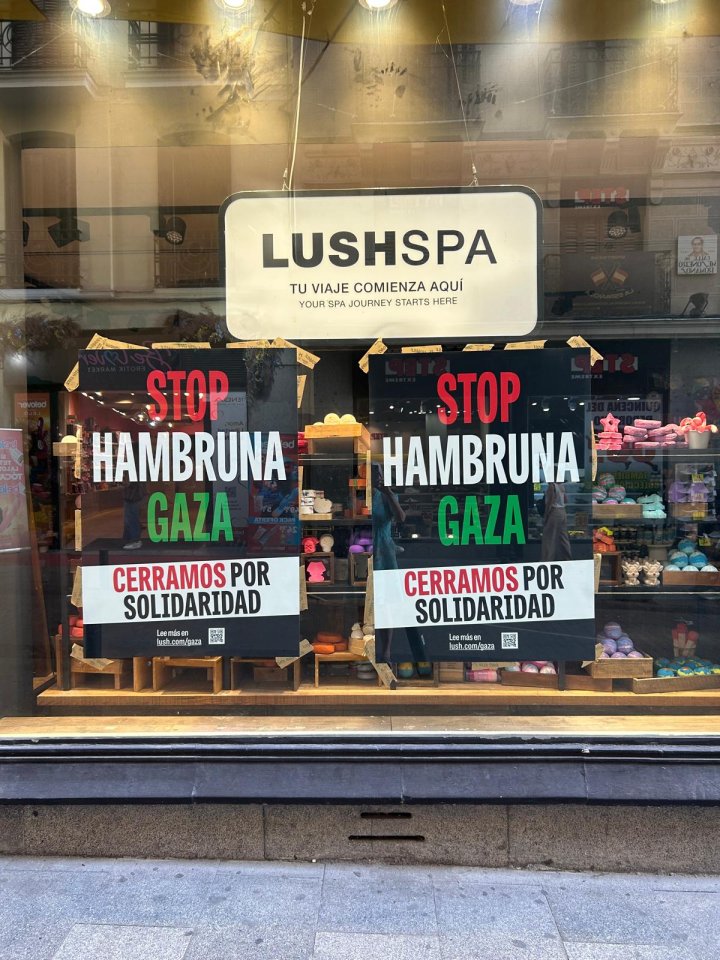 LUSHSPA
TU VIAJE COMIENZA AQUÍ
YOUR SPA JOURNEY STARTS HERE
STOP
HAMBRUNA
GAZA
CERRAMOS POR
SOLIDARIDAD
Lee más en
lush.com/gaza
STOP
HAMBRUNA
GAZA
CERRAMOS POR
SOLIDARIDAD
Lee más en
lush.com/gaza